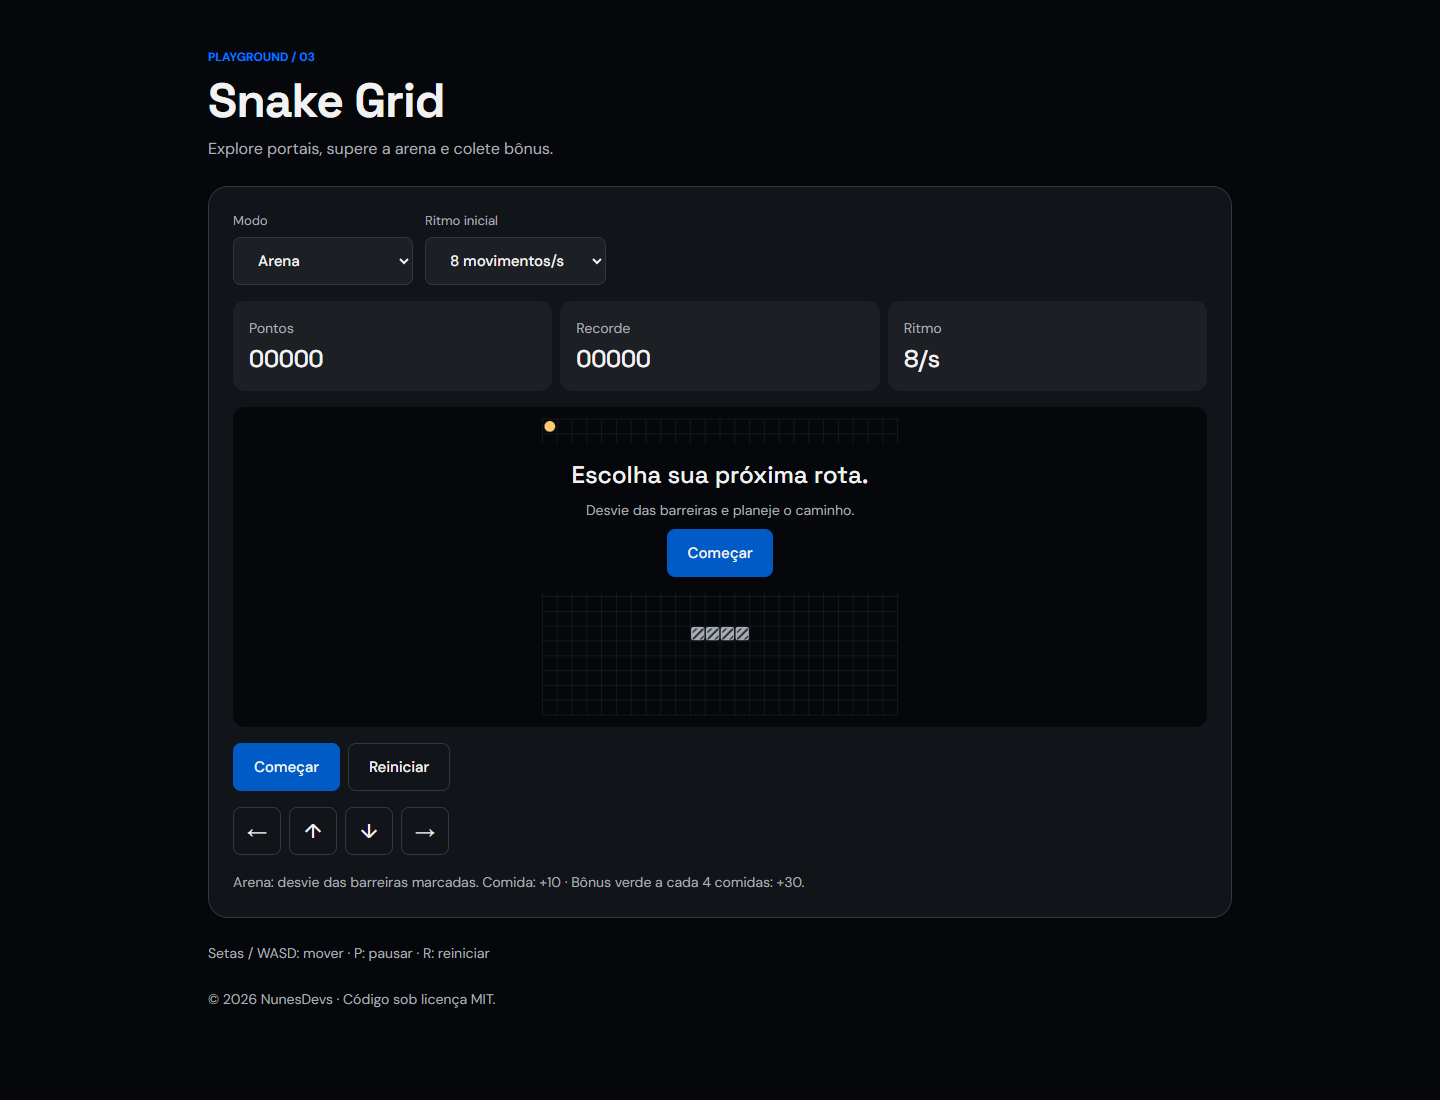 PLAYGROUND / 03
Snake Grid
Explore portais, supere a arena e colete bônus.
Modo
Ritmo inicial
Arena
8 movimentos/s
Pontos
Recorde
Ritmo
00000
00000
8/s
Escolha sua próxima rota.
Desvie das barreiras e planeje o caminho.
Começar
Começar
Reiniciar
← ↑ ↓ →
Arena: desvie das barreiras marcadas. Comida: +10 · Bônus verde a cada 4 comidas: +30.
Setas / WASD: mover · P: pausar · R: reiniciar
© 2026 NunesDevs · Código sob licença MIT.